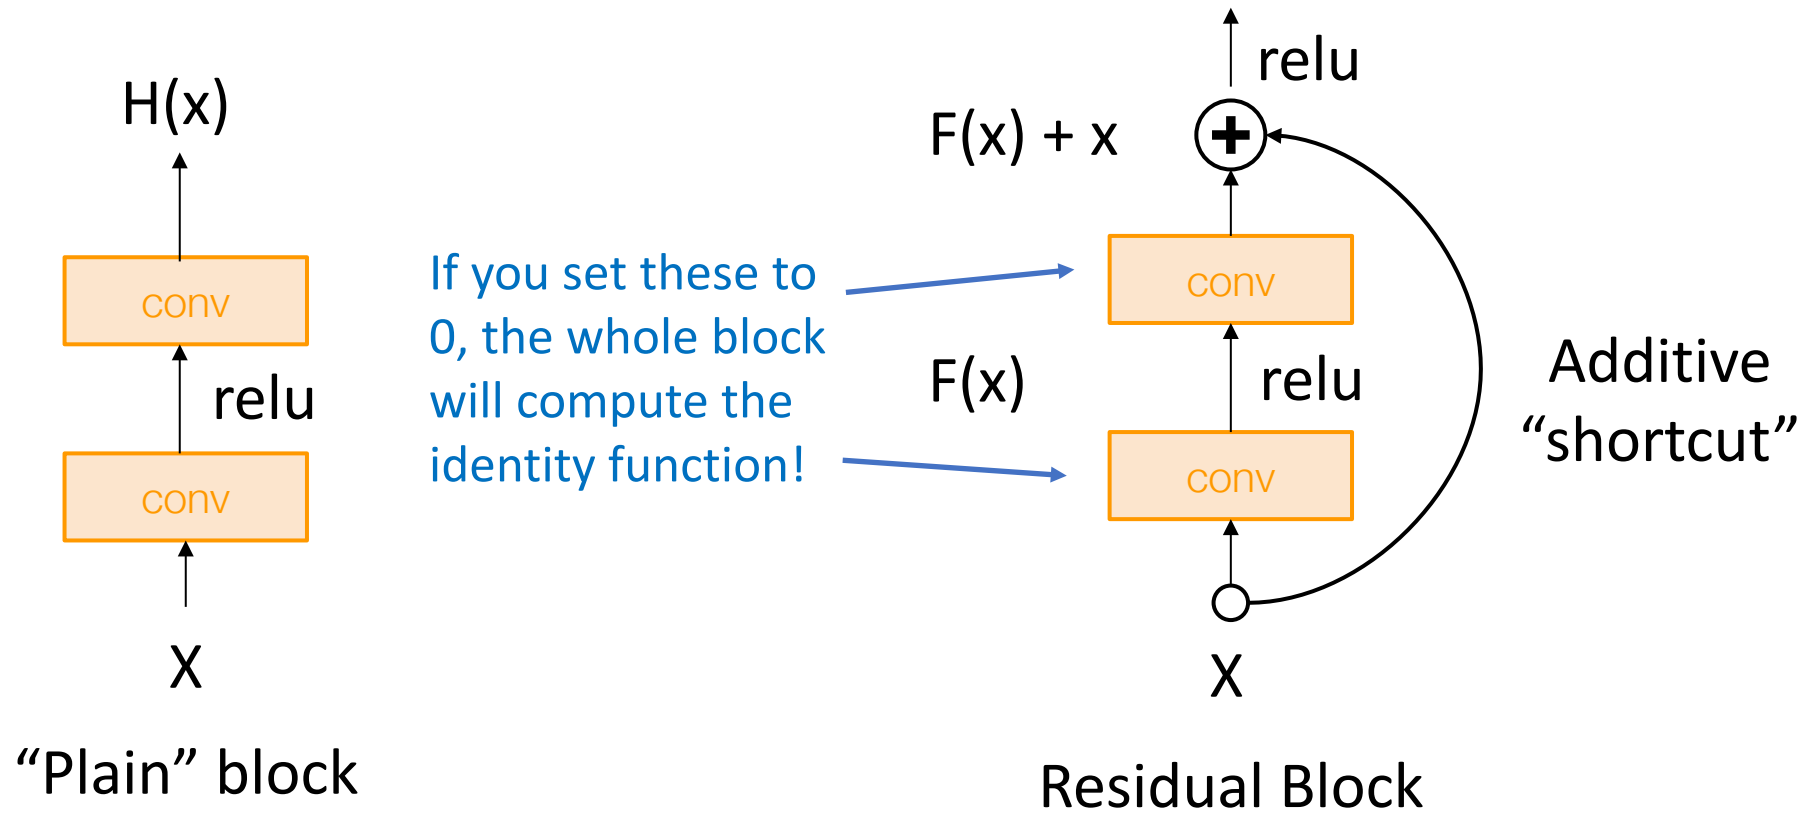 H(x)
conv
relu
conv
X
“Plain” block
If you set these to
0, the whole block
will compute the
identity function!
relu
F(x) + x
conv
F(x)
relu
conv
X
Residual Block
Additive
“shortcut”